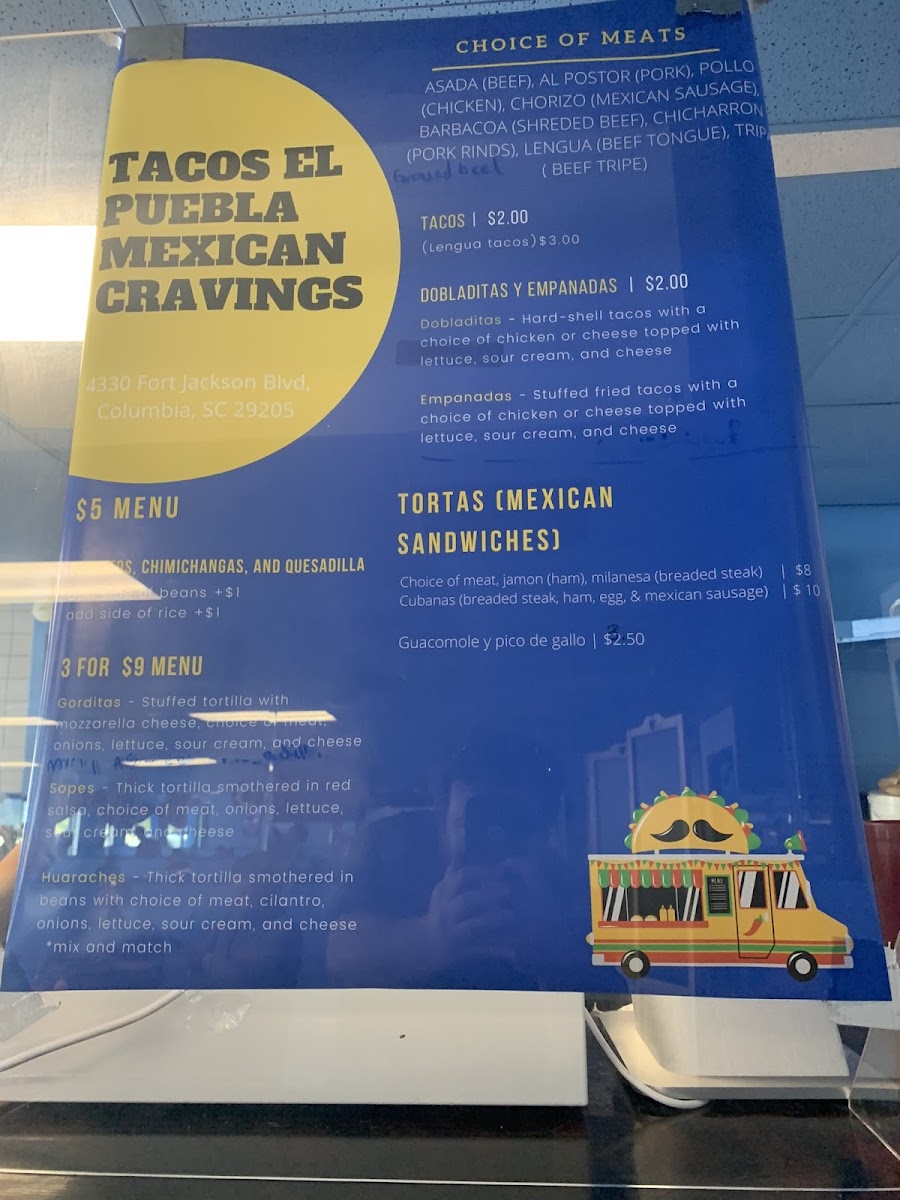 TACOS EL
PUEBLA
MEXICAN
CRAVINGS
4330 Fort Jackson Blvd,
Columbia, SC 29205
$5 MENU
CHIMICHANGAS, AND QUESADILLA
beans +$1
add side of rice +$1
3 FOR $9 MENU
Gorditas - Stuffed tortilla with
mozzarella cheese, choice of meat,
onions, lettuce, sour cream, and cheese
Sopes - Thick tortilla smothered in red
salsa, choice of meat, onions, lettuce,
sour cream, and cheese
Huaraches - Thick tortilla smothered in
beans with choice of meat, cilantro,
onions, lettuce, sour cream, and cheese
*mix and match
CHOICE OF MEATS
ASADA (BEEF), AL POSTOR (PORK), POLLO
(CHICKEN), CHORIZO (MEXICAN SAUSAGE),
BARBACOA (SHREDED BEEF), CHICHARRON
(PORK RINDS), LENGUA (BEEF TONGUE), TRIP
( BEEF TRIPE)
Ground beef
TACOS | $2.00
(Lengua tacos)$3.00
DOBLADITAS Y EMPANADAS | $2.00
Dobladitas - Hard-shell tacos with a
choice of chicken or cheese topped with
lettuce, sour cream, and cheese
Empanadas - Stuffed fried tacos with a
choice of chicken or cheese topped with
lettuce, sour cream, and cheese
TORTAS (MEXICAN
SANDWICHES)
Choice of meat, jamon (ham), milanesa (breaded steak) | $8
Cubanas (breaded steak, ham, egg, & mexican sausage) | $ 10
Guacomole y pico de gallo | $2.50
MENU